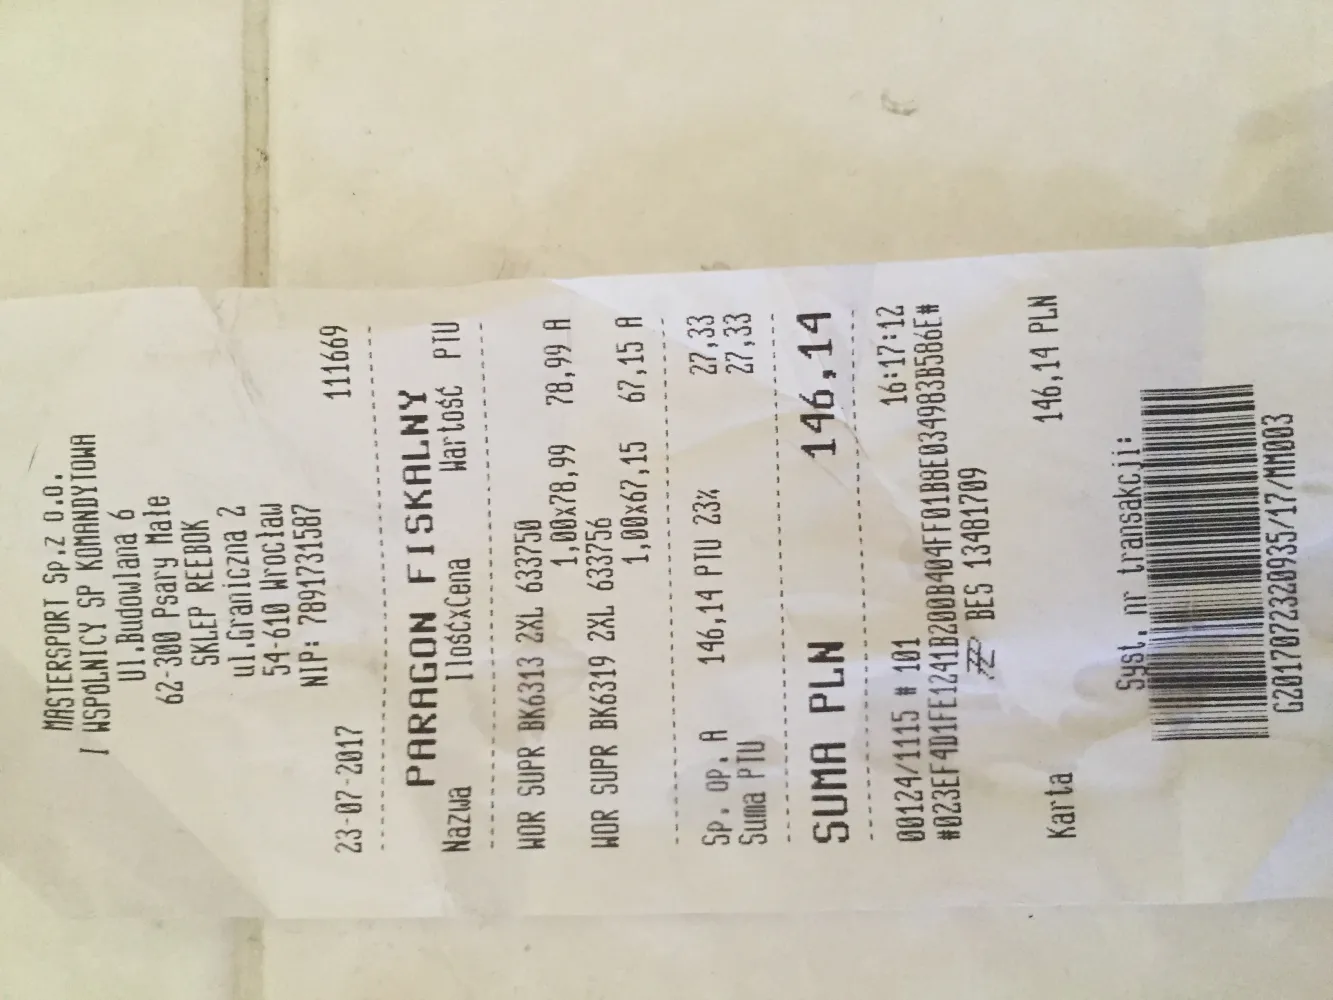 MASTERSPORT Sp.z o.o.
I WSPOLNICY SP KOMANDYTOWA
Ul.Budowlana 6
62-300 Psary Małe
SKLEP REEBOK
ul.Graniczna 2
54-610 Wrocław
NIP: 7891731587
23-07-2017 111669
PARAGON FISKALNY
Nazwa IlośćxCena Wartość PTU
WOR SUPR BK6313 2XL 633750
1,00x78,99 78,99 A
WOR SUPR BK6319 2XL 633756
1,00x67,15 67,15 A
Sp. op. A 146,14 PTU 23% 27,33
Suma PTU 27,33
SUMA PLN 146,14
00124/1115 # 101 16:17:12
#023EF4D1FE1241B200B404FF01B8E034983B586E#
BES 13481709
Karta 146,14 PLN
Syst. nr transakcji:
G2017072320935/17/MM003